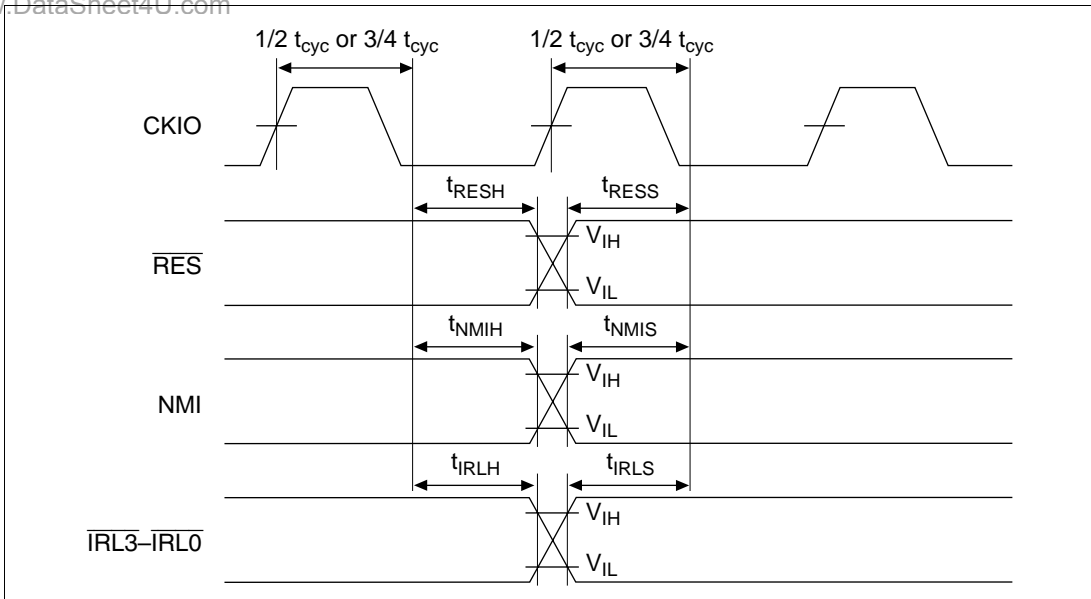 .DataSheet4U.com
1/2 tcyc or 3/4 tcyc 1/2 tcyc or 3/4 tcyc
CKIO
tRESH tRESS
RES
VIH
VIL
tNMIH tNMIS
NMI
VIH
VIL
tIRLH tIRLS
IRL3–IRL0
VIH
VIL